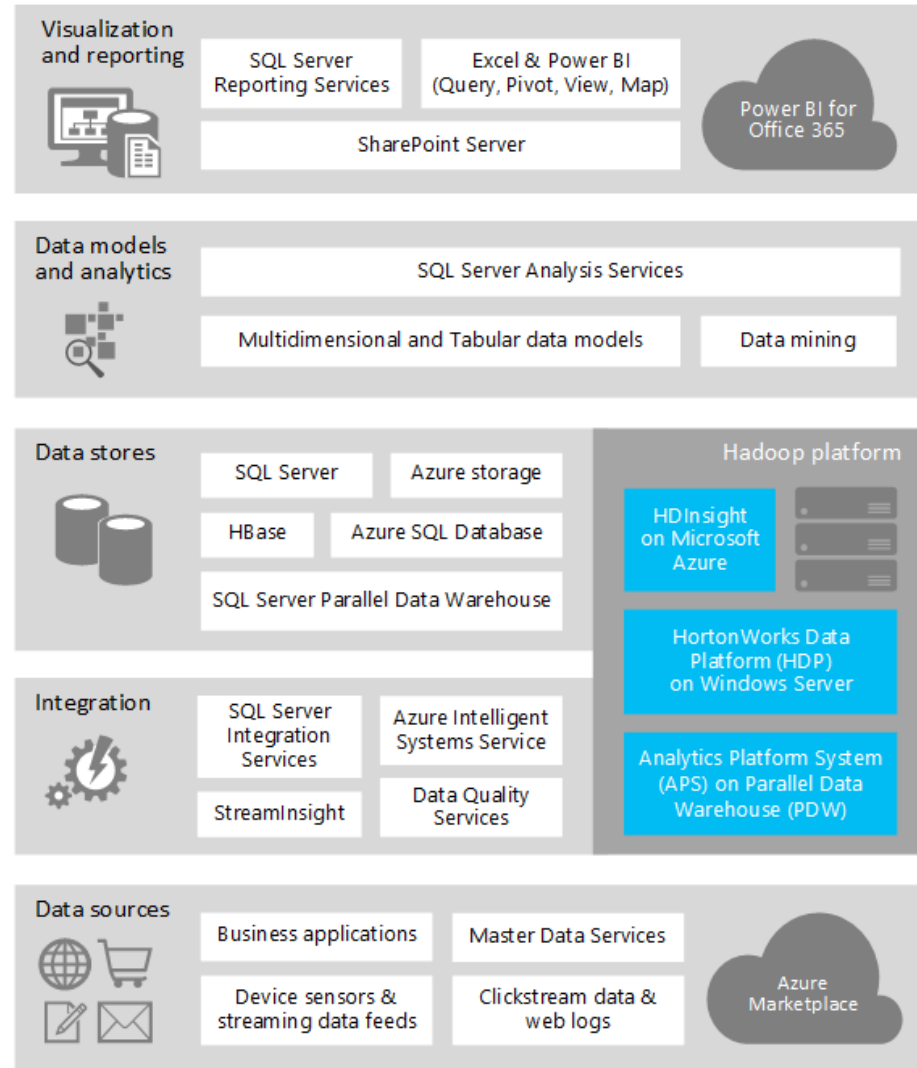 Visualization
and reporting
SQL Server
Reporting Services
Excel & Power BI
(Query, Pivot, View, Map)
SharePoint Server
Power BI for
Office 365
Data models
and analytics
SQL Server Analysis Services
Multidimensional and Tabular data models
Data mining
Data stores
SQL Server
Azure storage
HBase
Azure SQL Database
SQL Server Parallel Data Warehouse
Hadoop platform
HDInsight
on Microsoft
Azure
HortonWorks Data
Platform (HDP)
on Windows Server
Analytics Platform System
(APS) on Parallel Data
Warehouse (PDW)
Integration
SQL Server
Integration
Services
Azure Intelligent
Systems Service
StreamInsight
Data Quality
Services
Data sources
Business applications
Master Data Services
Device sensors &
streaming data feeds
Clickstream data &
web logs
Azure
Marketplace